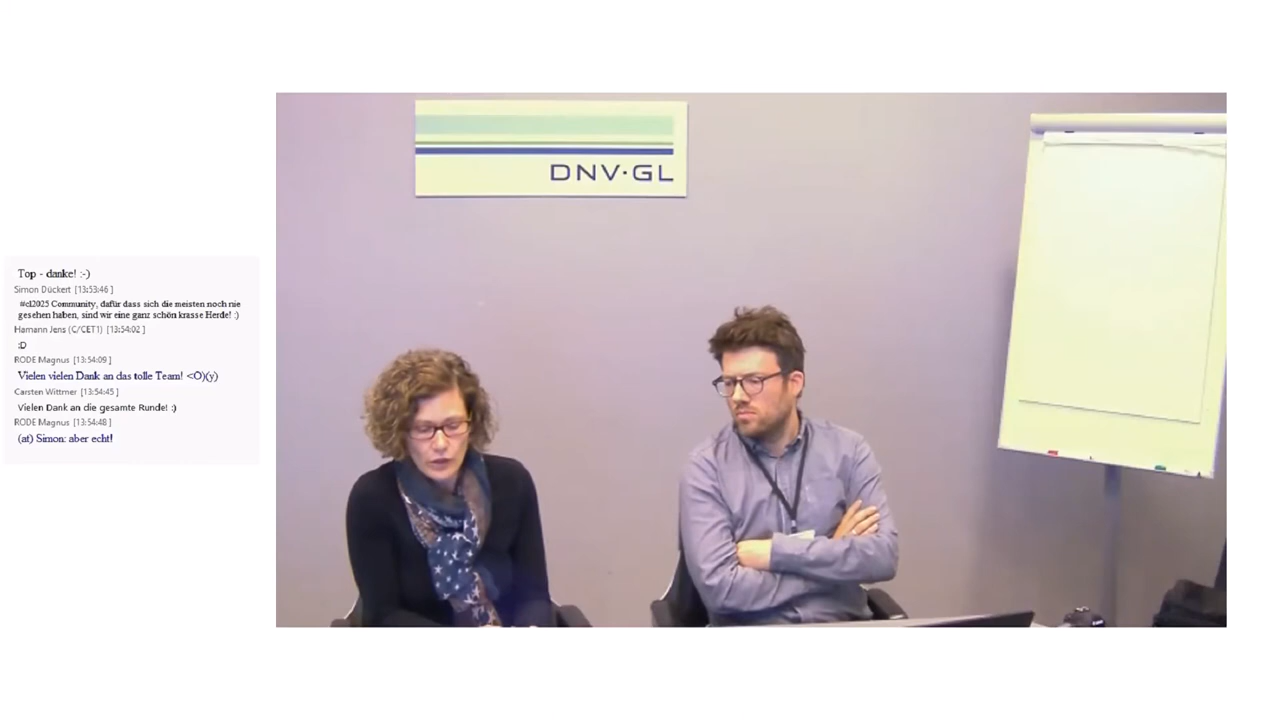 Top - danke! :-)
Simon Dückert [13:53:46 ]
#cl2025 Community, dafür dass sich die meisten noch nie
gesehen haben, sind wir eine ganz schön krasse Herde! :)
Hamann Jens (C/CET1) [13:54:02 ]
:D
RODE Magnus [13:54:09 ]
Vielen vielen Dank an das tolle Team! <O)(y)
Carsten Wittmer [13:54:45 ]
Vielen Dank an die gesamte Runde! :)
RODE Magnus [13:54:48 ]
(at) Simon: aber echt!
DNV·GL